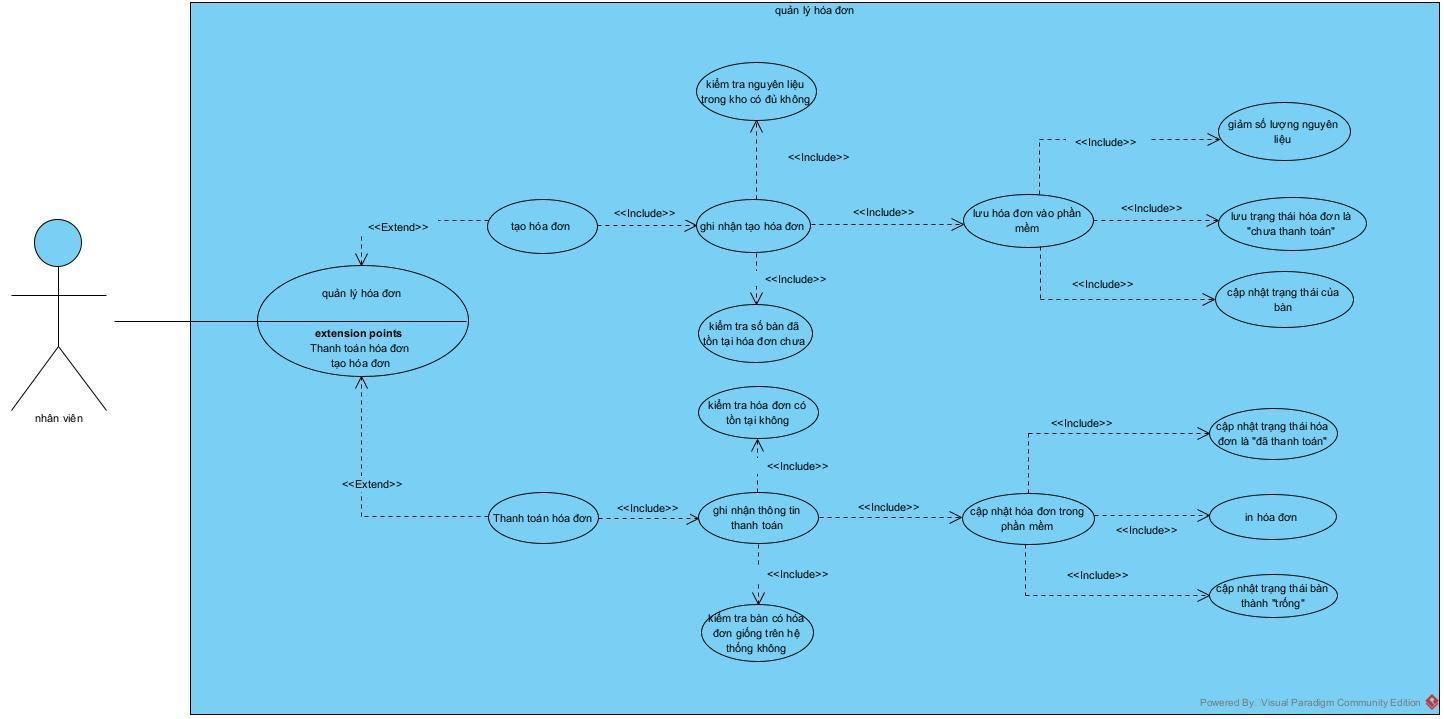 quản lý hóa đơn
kiểm tra nguyên liệu
trong kho có đủ không
<<Include>>
giảm số lượng nguyên
liệu
<<Include>>
<<Extend>>
tạo hóa đơn
<<Include>>
ghi nhận tạo hóa đơn
<<Include>>
lưu hóa đơn vào phần
mềm
<<Include>>
lưu trạng thái hóa đơn là
"chưa thanh toán"
<<Include>>
<<Include>>
cập nhật trạng thái của
bàn
quản lý hóa đơn
extension points
Thanh toán hóa đơn
tạo hóa đơn
kiểm tra số bàn đã
tồn tại hóa đơn chưa
nhân viên
kiểm tra hóa đơn có
tồn tại không
<<Include>>
cập nhật trạng thái hóa
đơn là "đã thanh toán"
<<Include>>
<<Extend>>
Thanh toán hóa đơn
<<Include>>
ghi nhận thông tin
thanh toán
<<Include>>
cập nhật hóa đơn trong
phần mềm
<<Include>>
in hóa đơn
<<Include>>
<<Include>>
cập nhật trạng thái bàn
thành "trống"
kiểm tra bàn có hóa
đơn giống trên hệ
thống không
Powered By: Visual Paradigm Community Edition